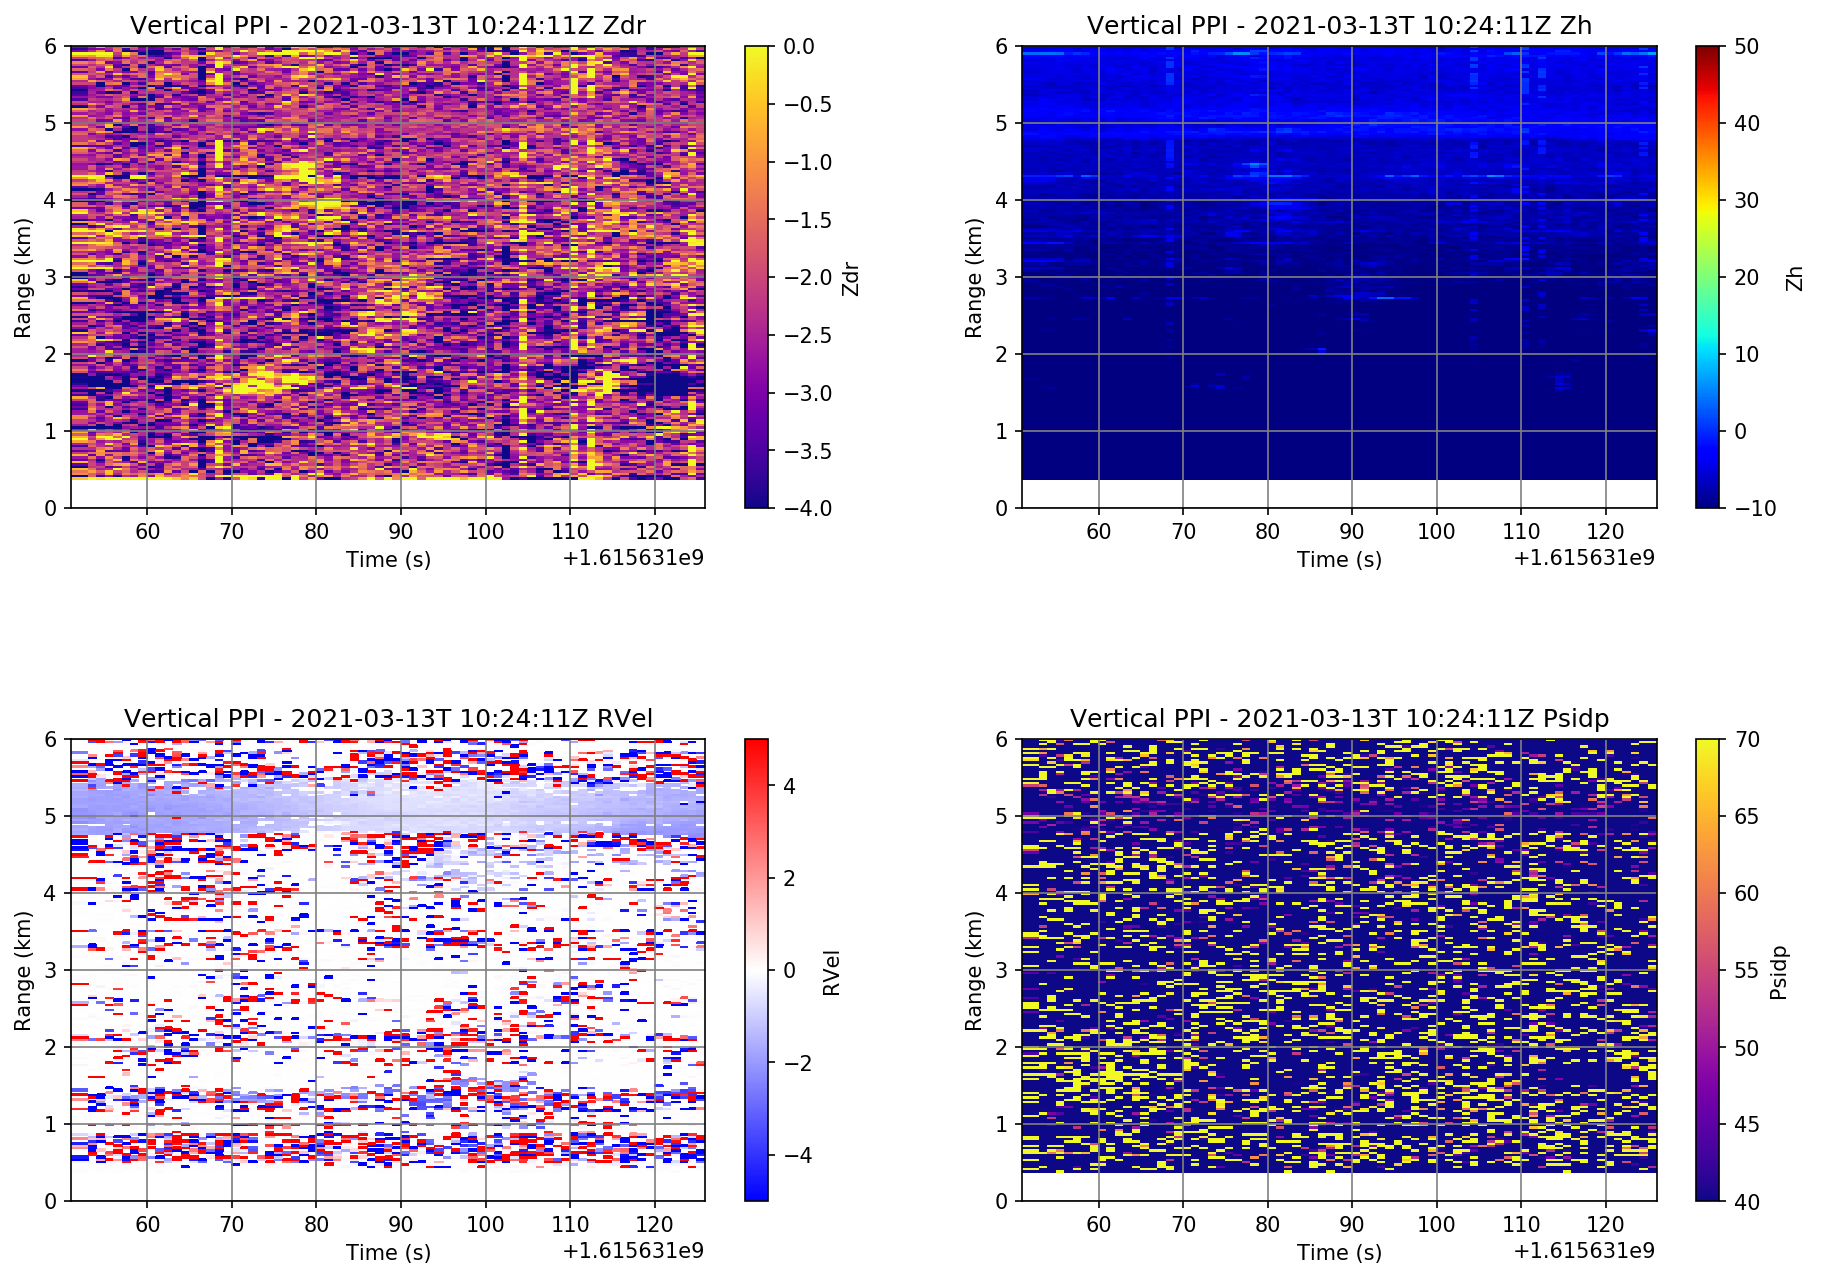 Vertical PPI - 2021-03-13T 10:24:11Z Zdr
6
5
4
3
2
1
0
Range (km)
60 70 80 90 100 110 120
Time (s)
+1.615631e9
0.0
−0.5
−1.0
−1.5
−2.0
−2.5
−3.0
−3.5
−4.0
Zdr
Vertical PPI - 2021-03-13T 10:24:11Z Zh
6
5
4
3
2
1
0
Range (km)
60 70 80 90 100 110 120
Time (s)
+1.615631e9
50
40
30
20
10
0
−10
Zh
Vertical PPI - 2021-03-13T 10:24:11Z RVel
6
5
4
3
2
1
0
Range (km)
60 70 80 90 100 110 120
Time (s)
+1.615631e9
4
2
0
−2
−4
RVel
Vertical PPI - 2021-03-13T 10:24:11Z Psidp
6
5
4
3
2
1
0
Range (km)
60 70 80 90 100 110 120
Time (s)
+1.615631e9
70
65
60
55
50
45
40
Psidp